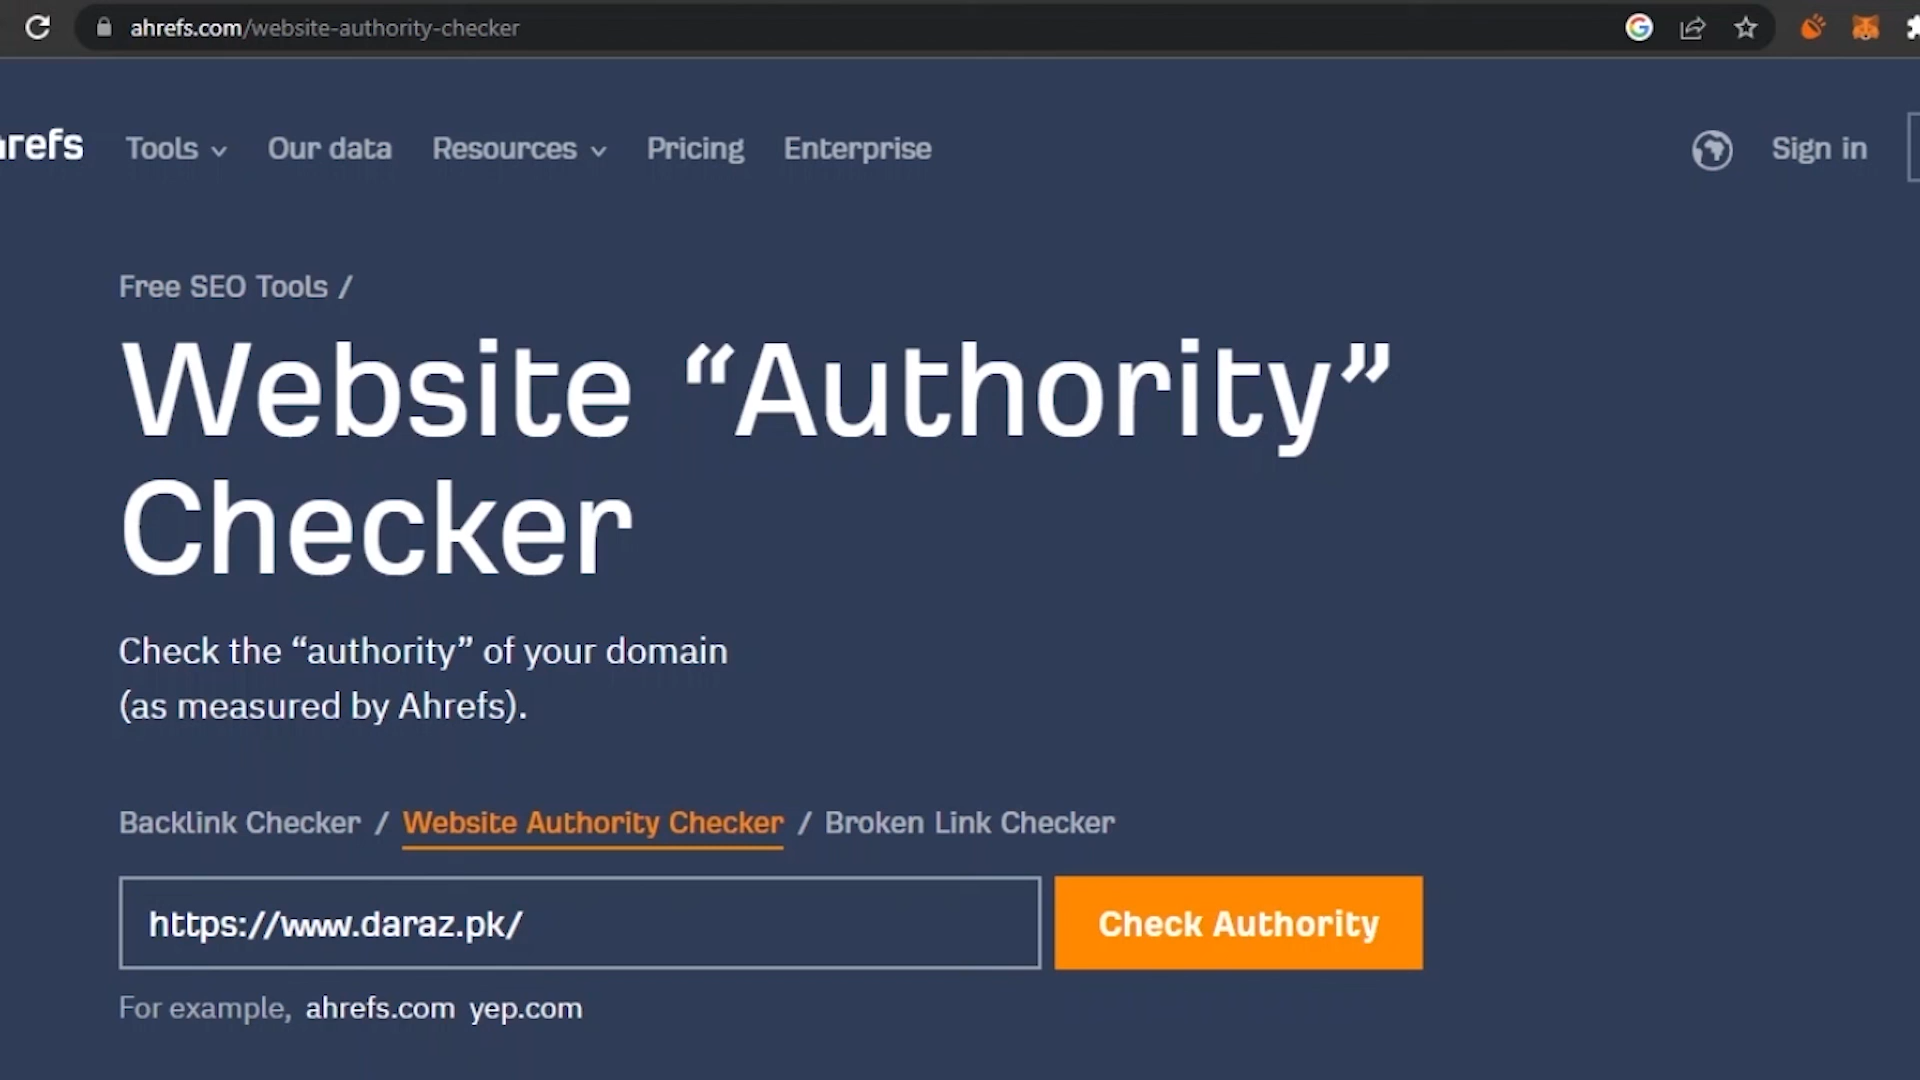 ahrefs.com/website-authority-checker
refs Tools Our data Resources Pricing Enterprise Sign in
Free SEO Tools /
Website “Authority”
Checker
Check the “authority” of your domain
(as measured by Ahrefs).
Backlink Checker / Website Authority Checker / Broken Link Checker
https://www.daraz.pk/ Check Authority
For example, ahrefs.com yep.com